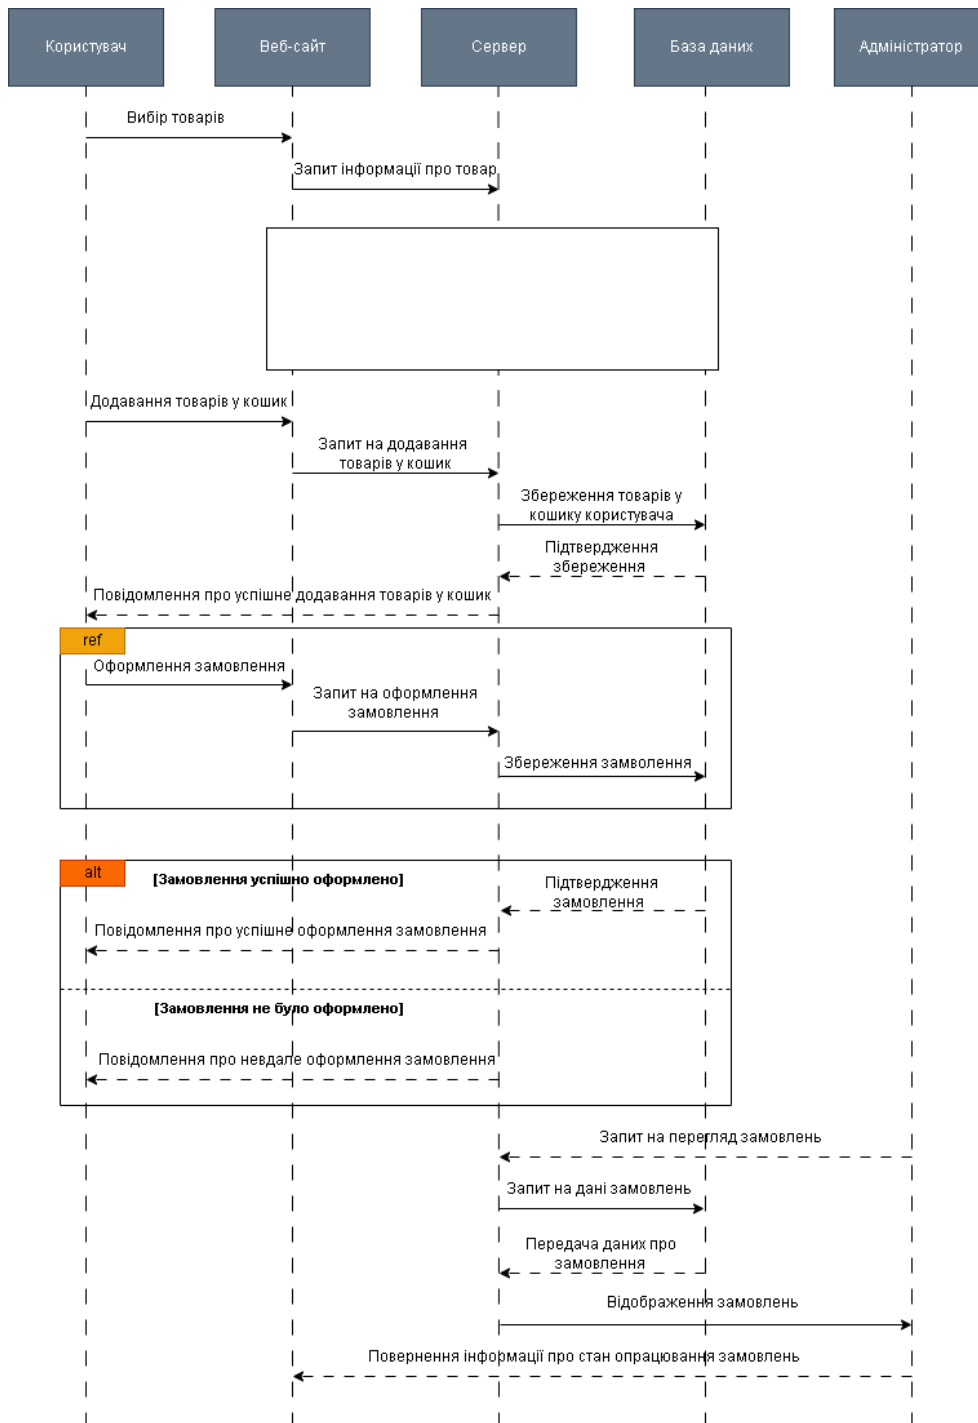 Користувач
Веб-сайт
Сервер
База даних
Адміністратор
Вибір товарів
Запит інформації про товар
Додавання товарів у кошик
Запит на додавання
товарів у кошик
Збереження товарів у
кошику користувача
Підтвердження
збереження
Повідомлення про успішне додавання товарів у кошик
ref
Оформлення замовлення
Запит на оформлення
замовлення
Збереження замволення
alt
[Замовлення успішно оформлено]
Підтвердження
замовлення
Повідомлення про успішне оформлення замовлення
[Замовлення не було оформлено]
Повідомлення про невдале оформлення замовлення
Запит на перегляд замовлень
Запит на дані замовлень
Передача даних про
замовлення
Відображення замовлень
Повернення інформації про стан опрацювання замовлень